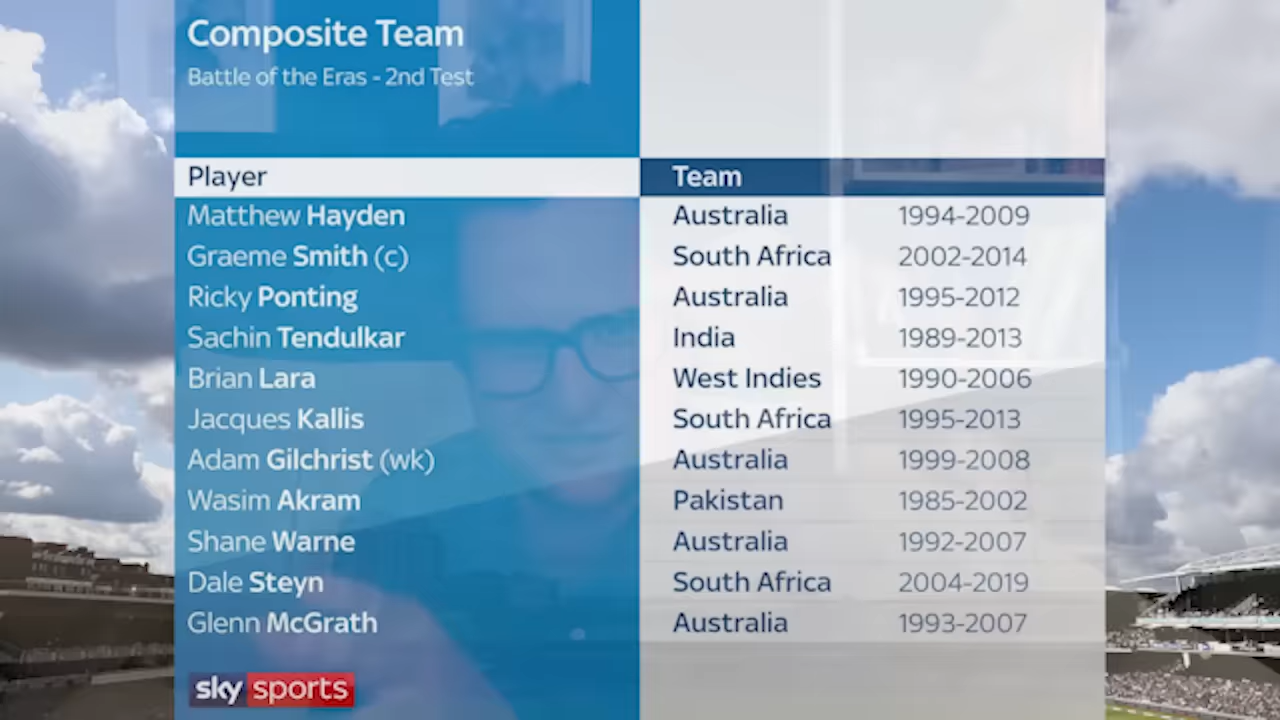 Composite Team
Battle of the Eras - 2nd Test
Player Team
Matthew Hayden Australia 1994-2009
Graeme Smith (c) South Africa 2002-2014
Ricky Ponting Australia 1995-2012
Sachin Tendulkar India 1989-2013
Brian Lara West Indies 1990-2006
Jacques Kallis South Africa 1995-2013
Adam Gilchrist (wk) Australia 1999-2008
Wasim Akram Pakistan 1985-2002
Shane Warne Australia 1992-2007
Dale Steyn South Africa 2004-2019
Glenn McGrath Australia 1993-2007
sky sports